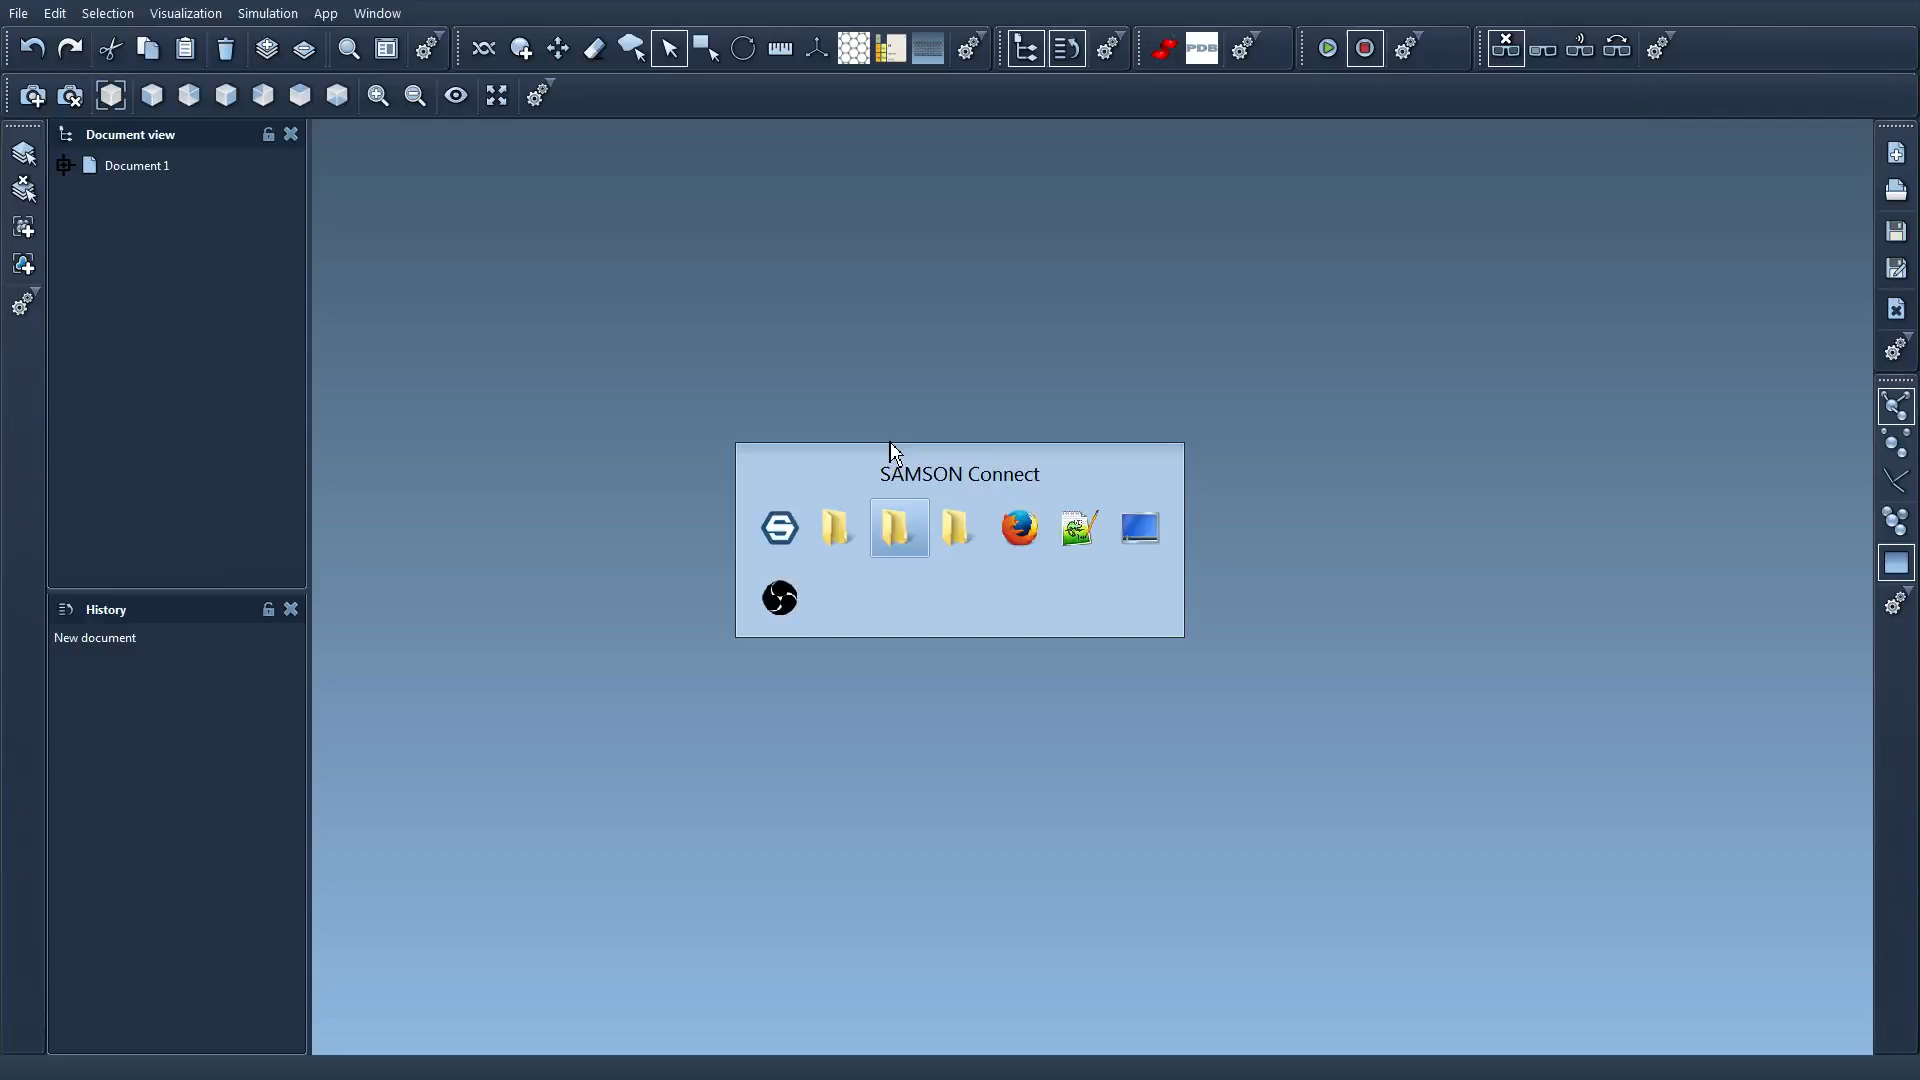 File Edit Selection Visualization Simulation App Window
PDB
Document view
Document 1
SAMSON Connect
History
New document